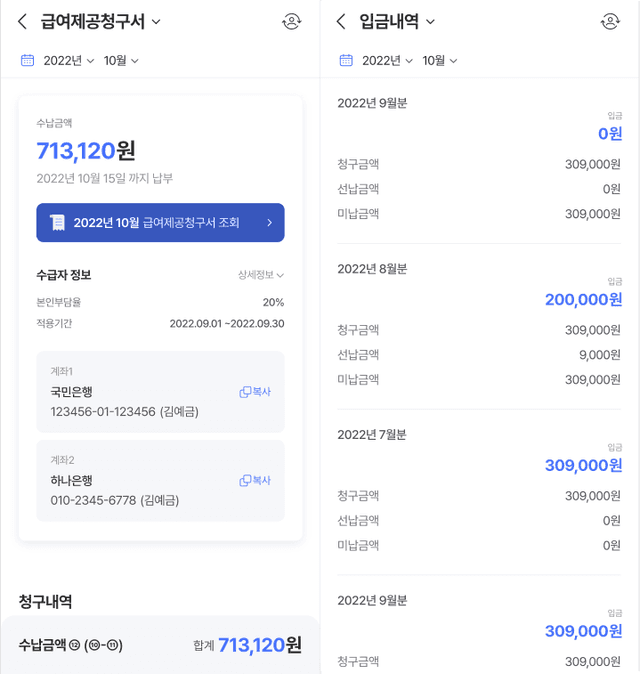 급여제공청구서
2022년 10월
수납금액
713,120원
2022년 10월 15일 까지 납부
2022년 10월 급여제공청구서 조회
수급자 정보 상세정보
본인부담율 20%
적용기간 2022.09.01 ~2022.09.30
계좌1
국민은행 복사
123456-01-123456 (김예금)
계좌2
하나은행 복사
010-2345-6778 (김예금)
청구내역
수납금액 ⑫ (⑩-⑪) 합계 713,120원
입금내역
2022년 10월
2022년 9월분
입금
0원
청구금액 309,000원
선납금액 0원
미납금액 309,000원
2022년 8월분
입금
200,000원
청구금액 309,000원
선납금액 9,000원
미납금액 309,000원
2022년 7월분
입금
309,000원
청구금액 309,000원
선납금액 0원
미납금액 0원
2022년 9월분
입금
309,000원
청구금액 309,000원